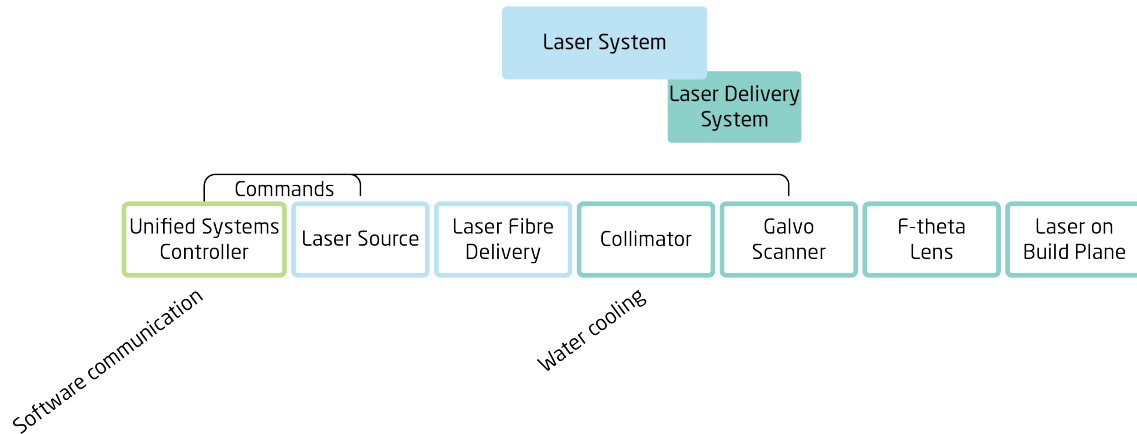 Laser System
Laser Delivery
System
Commands
Unified Systems
Controller
Laser Source
Laser Fibre
Delivery
Collimator
Galvo
Scanner
F-theta
Lens
Laser on
Build Plane
Software communication
Water cooling